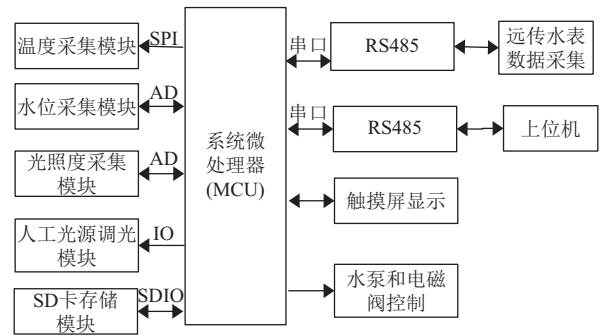 温度采集模块
SPI
水位采集模块
AD
光照度采集
模块
AD
人工光源调光
模块
IO
SD卡存储
模块
SDIO
系统微
处理器
(MCU)
串口
RS485
远传水表
数据采集
串口
RS485
上位机
触摸屏显示
水泵和电磁
阀控制